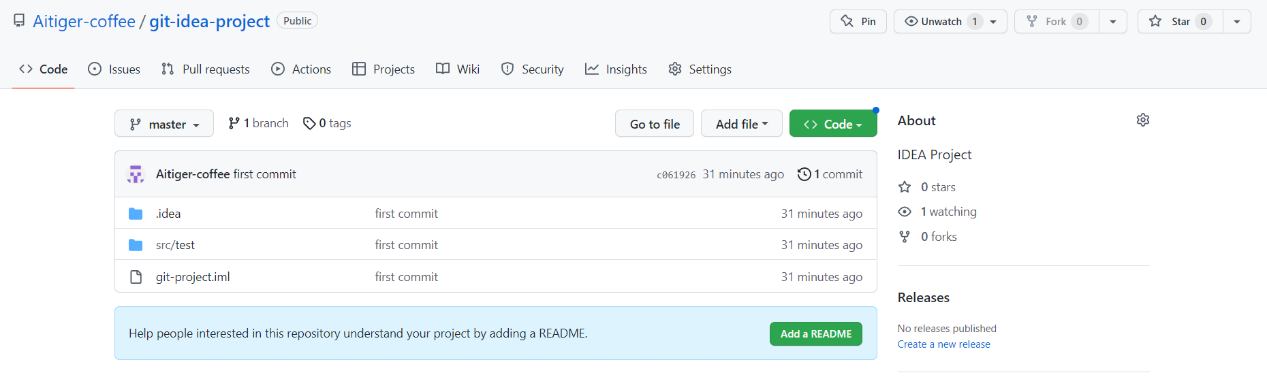 Aitiger-coffee / git-idea-project Public
Pin Unwatch 1 Fork 0 Star 0
<> Code Issues Pull requests Actions Projects Wiki Security Insights Settings
master 1 branch 0 tags Go to file Add file <> Code
Aitiger-coffee first commit c061926 31 minutes ago 1 commit
.idea first commit 31 minutes ago
src/test first commit 31 minutes ago
git-project.iml first commit 31 minutes ago
Help people interested in this repository understand your project by adding a README. Add a README
About
IDEA Project
0 stars
1 watching
0 forks
Releases
No releases published
Create a new release